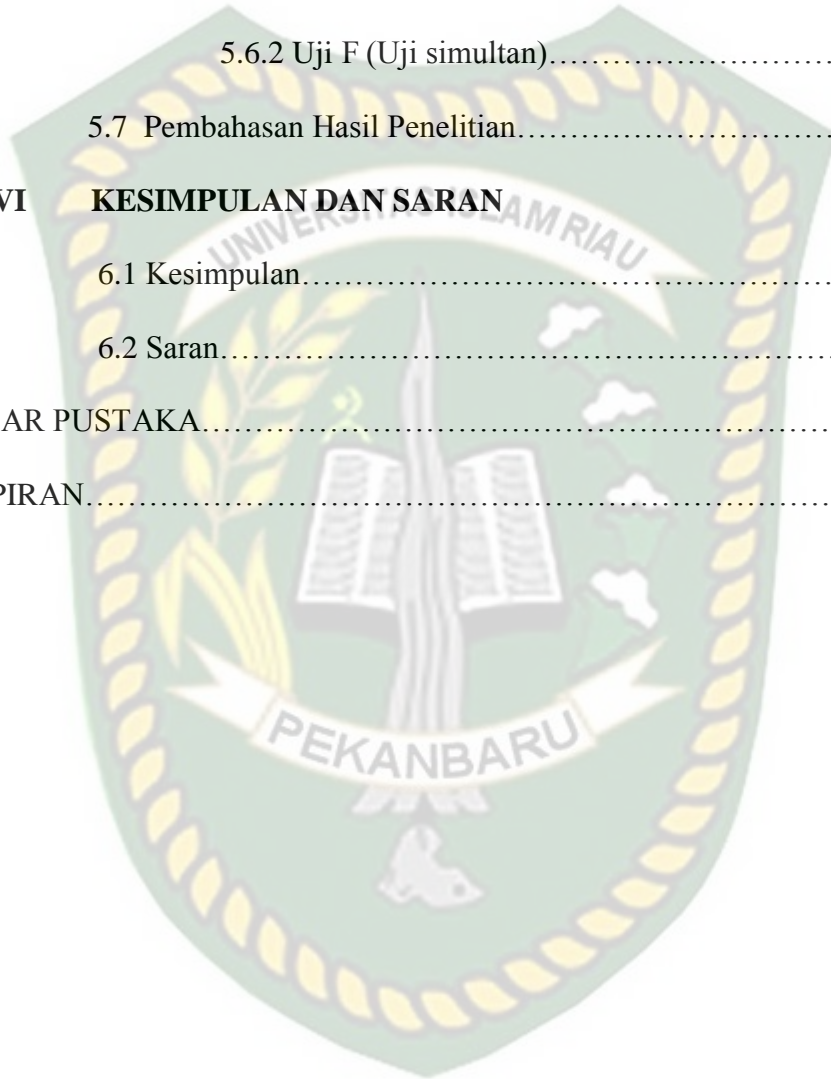 5.6.2 Uji F (Uji simultan)……………………….
5.7 Pembahasan Hasil Penelitian…………………………….
VI KESIMPULAN DAN SARAN
UNIVERSITAS ISLAM RIAU
6.1 Kesimpulan………………………………………………….
6.2 Saran………………………………………………………….
AR PUSTAKA…………………………………………………………….
PIRAN……………………………………………………………………….
PEKANBARU